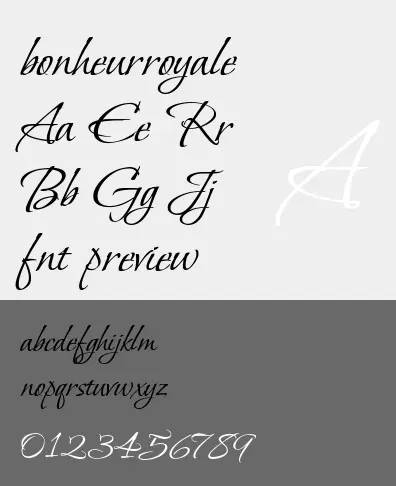 bonheurroyale
Aa Ee Rr
A
Bb Gg Jj
fnt preview
abcdefghijklm
nopqrstuvwxyz
0123456789